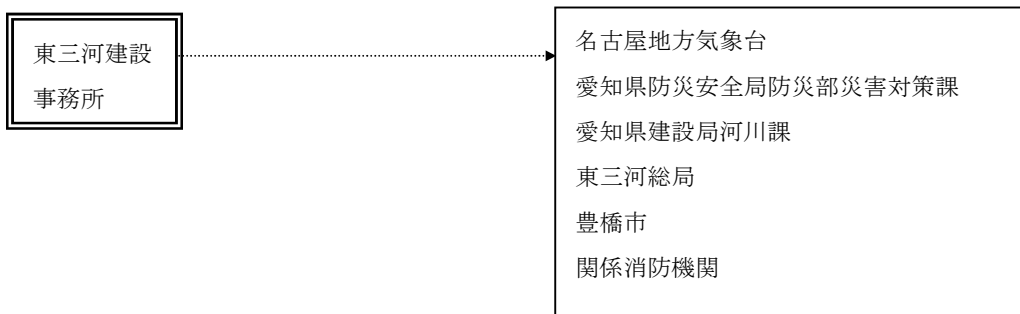 東三河建設
事務所
名古屋地方気象台
愛知県防災安全局防災部災害対策課
愛知県建設局河川課
東三河総局
豊橋市
関係消防機関